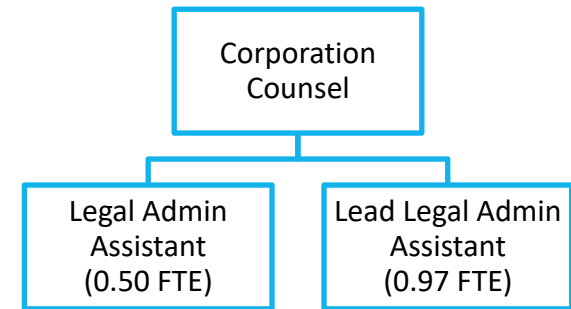 Corporation
Counsel
Legal Admin
Assistant
(0.50 FTE)
Lead Legal Admin
Assistant
(0.97 FTE)